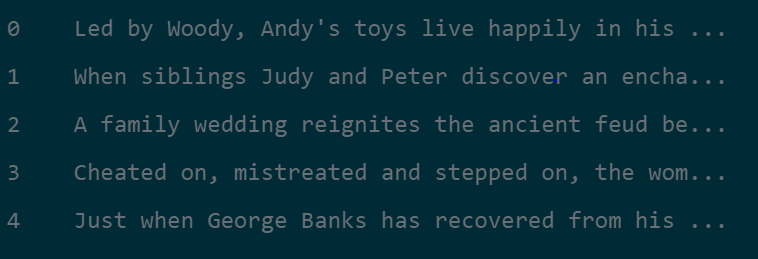 0 Led by Woody, Andy's toys live happily in his ...
1 When siblings Judy and Peter discover an encha...
2 A family wedding reignites the ancient feud be...
3 Cheated on, mistreated and stepped on, the wom...
4 Just when George Banks has recovered from his ...